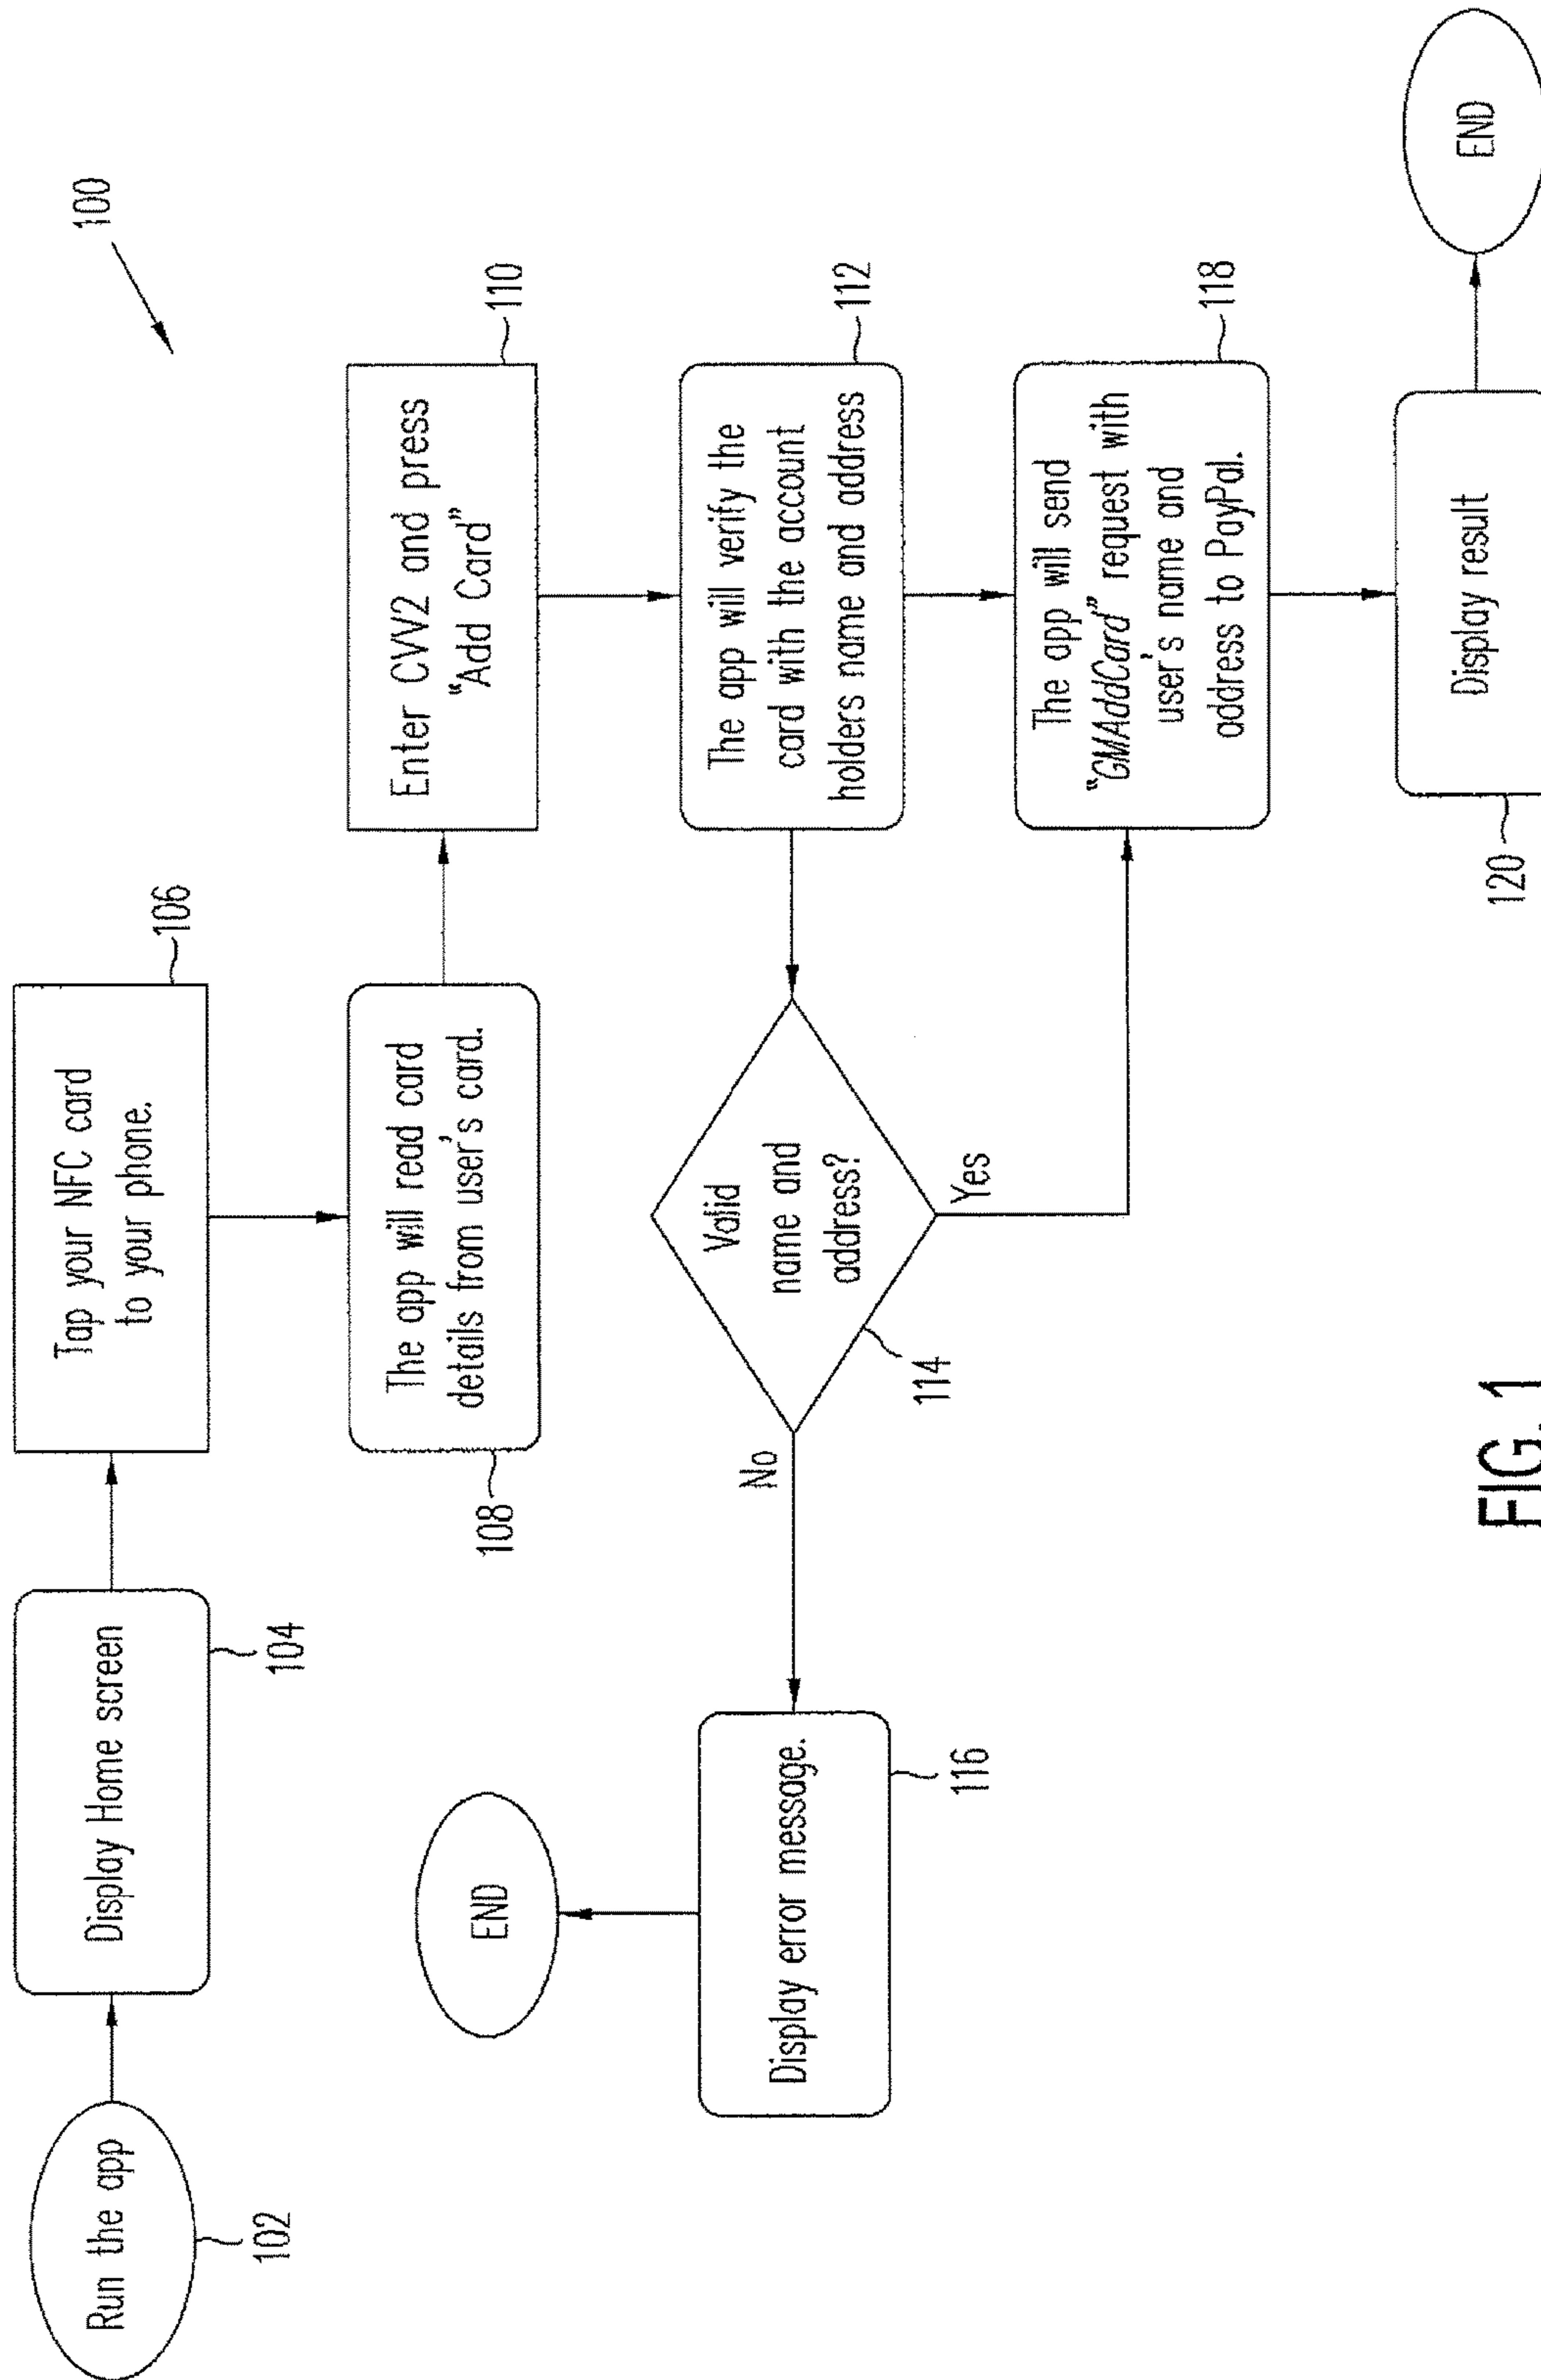 100
Run the app
102
Display Home screen
104
Tap your NFC card
to your phone.
106
The app will read card
details from user's card.
108
Enter CVV2 and press
“Add Card”
110
The app will verify the
card with the account
holders name and address
112
Valid
name and
address?
114
No
Yes
Display error message.
116
END
The app will send
“GMAddCard” request with
user's name and
address to PayPal.
118
Display result
120
END
FIG. 1